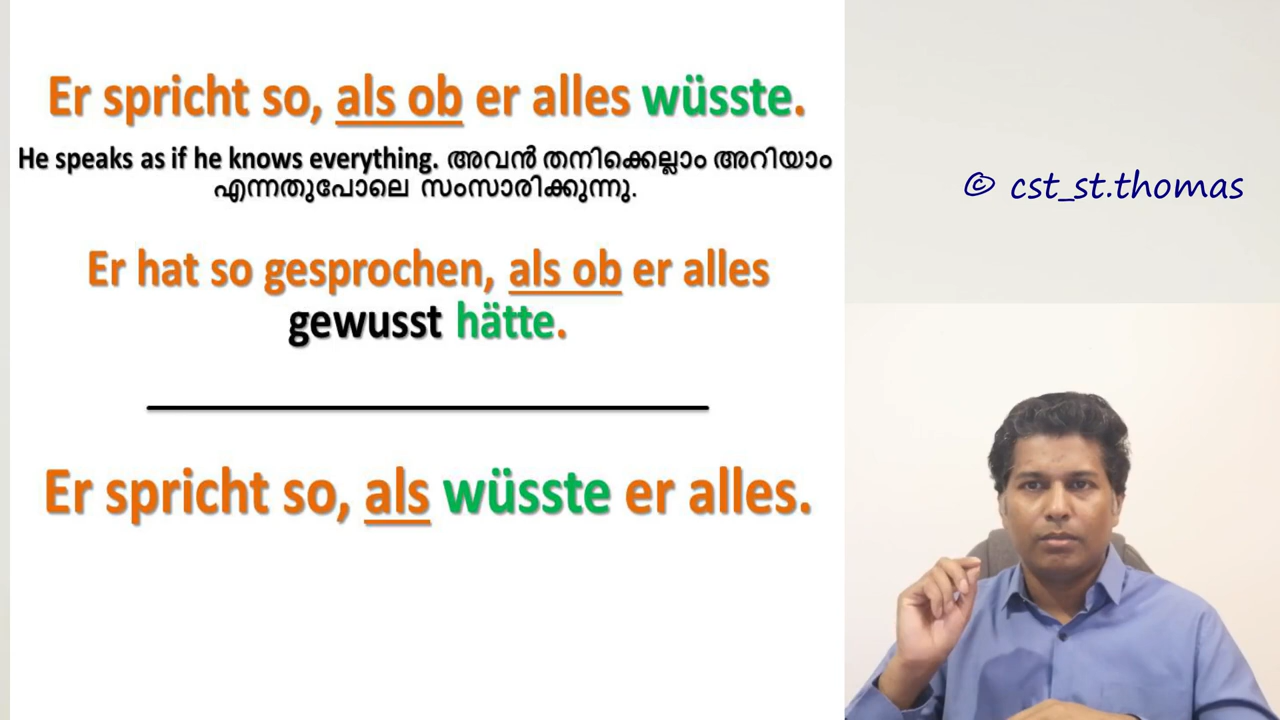 Er spricht so, als ob er alles wüsste.
He speaks as if he knows everything. അവൻ തനിക്കെല്ലാം അറിയാം
എന്നതുപോലെ സംസാരിക്കുന്നു.
© cst_st.thomas
Er hat so gesprochen, als ob er alles
gewusst hätte.
Er spricht so, als wüsste er alles.